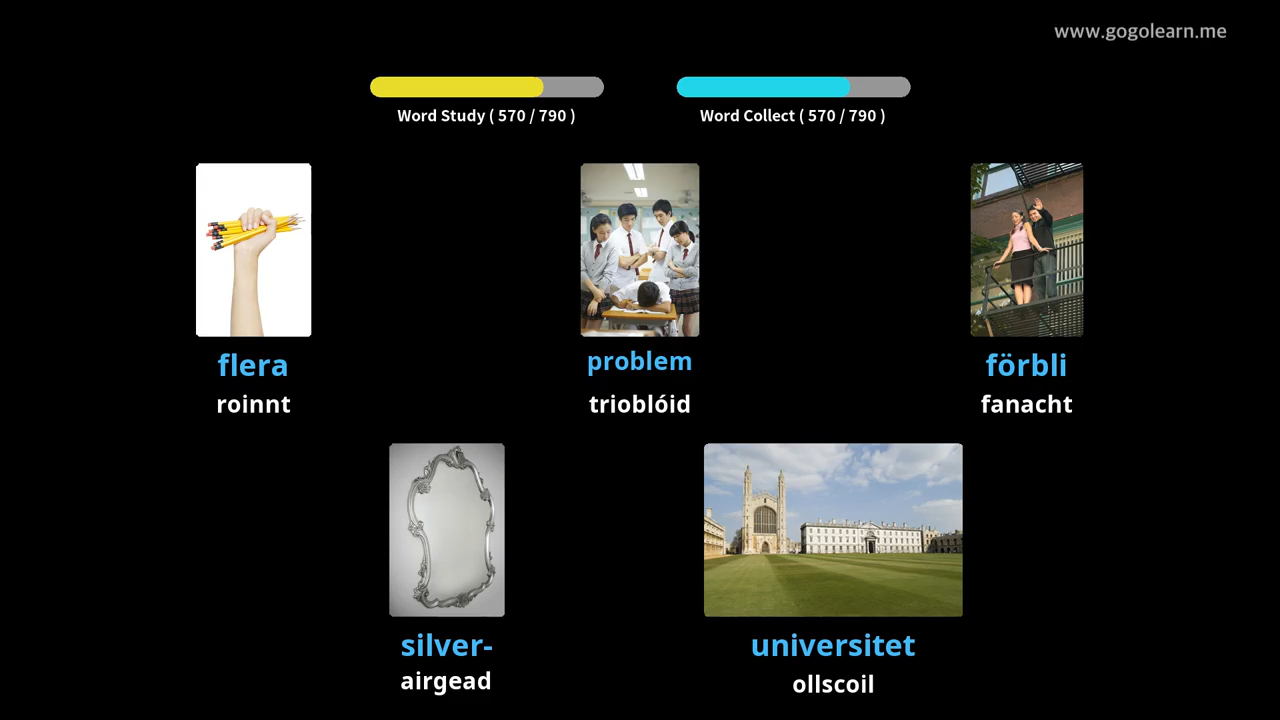 www.gogolearn.me
Word Study ( 570 / 790 )
Word Collect ( 570 / 790 )
flera
roinnt
problem
trioblóid
förbli
fanacht
silver-
airgead
universitet
ollscoil